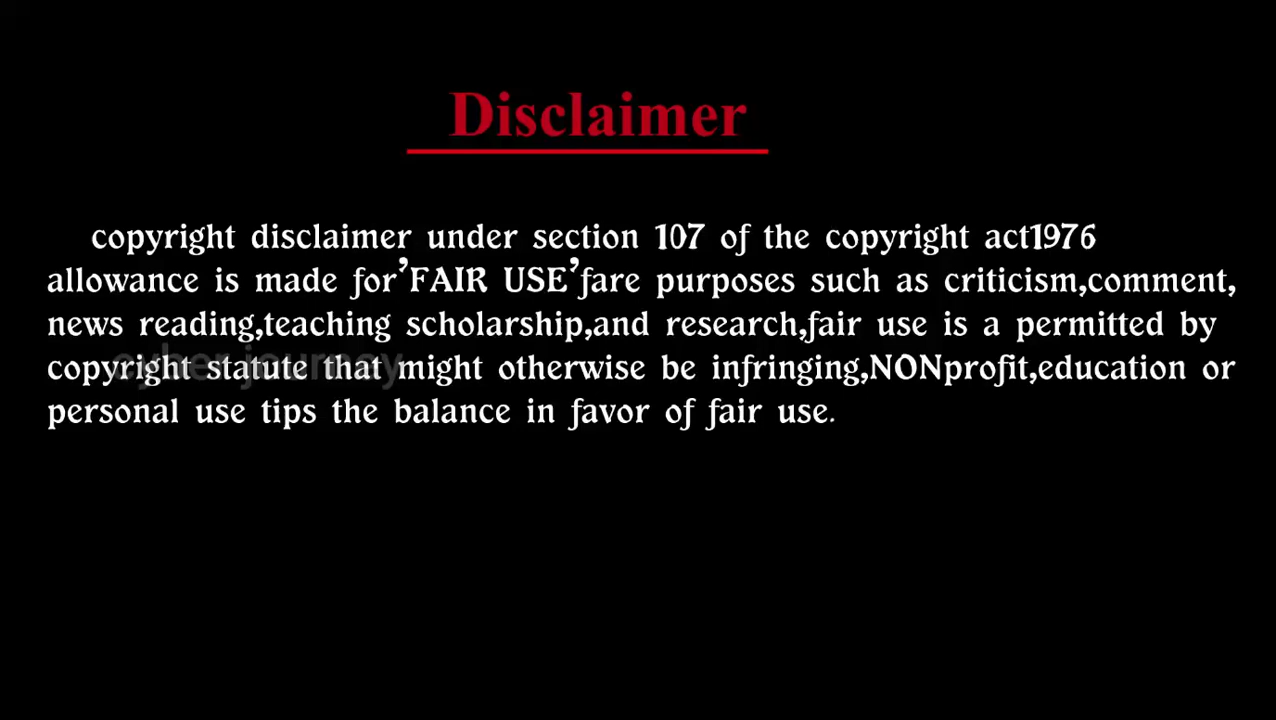 Disclaimer
copyright disclaimer under section 107 of the copyright act1976
allowance is made for’FAIR USE’fare purposes such as criticism,comment,
news reading,teaching scholarship,and research,fair use is a permitted by
copyright statute that might otherwise be infringing,NONprofit,education or
personal use tips the balance in favor of fair use.
cyber journey